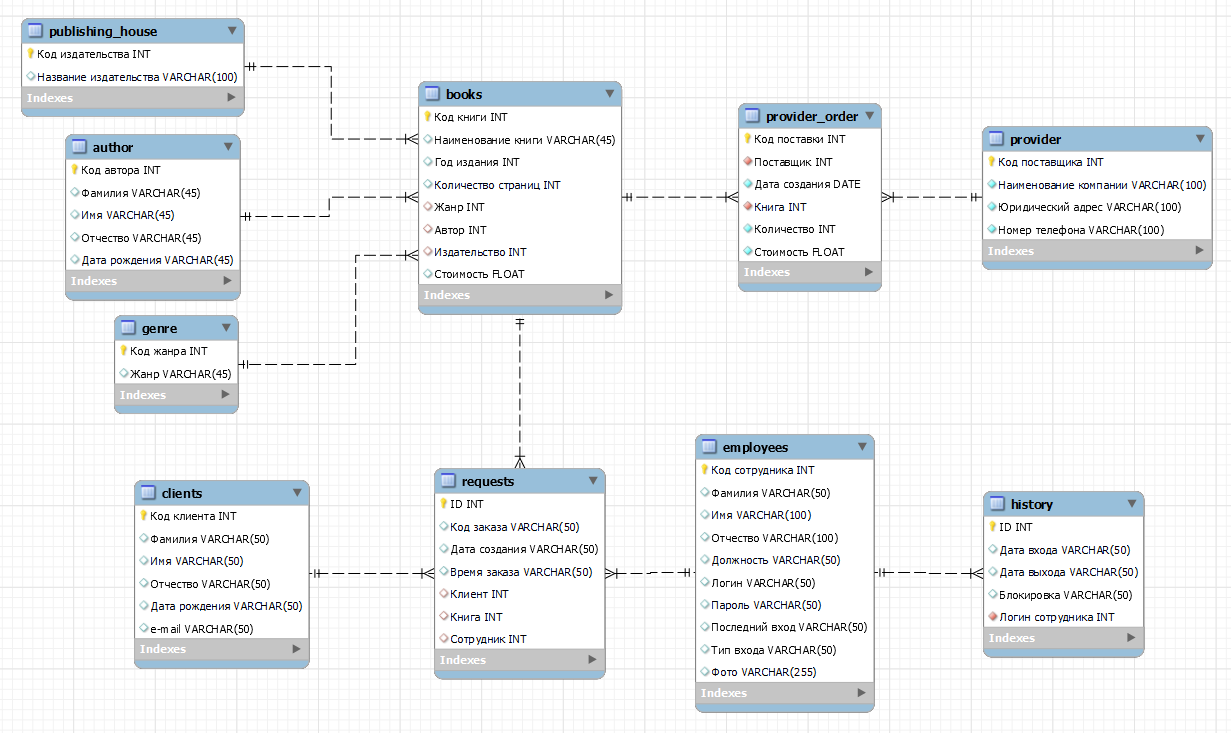 publishing_house
Код издательства INT
Название издательства VARCHAR(100)
Indexes
author
Код автора INT
Фамилия VARCHAR(45)
Имя VARCHAR(45)
Отчество VARCHAR(45)
Дата рождения VARCHAR(45)
Indexes
genre
Код жанра INT
Жанр VARCHAR(45)
Indexes
books
Код книги INT
Наименование книги VARCHAR(45)
Год издания INT
Количество страниц INT
Жанр INT
Автор INT
Издательство INT
Стоимость FLOAT
Indexes
provider_order
Код поставки INT
Поставщик INT
Дата создания DATE
Книга INT
Количество INT
Стоимость FLOAT
Indexes
provider
Код поставщика INT
Наименование компании VARCHAR(100)
Юридический адрес VARCHAR(100)
Номер телефона VARCHAR(100)
Indexes
clients
Код клиента INT
Фамилия VARCHAR(50)
Имя VARCHAR(50)
Отчество VARCHAR(50)
Дата рождения VARCHAR(50)
e-mail VARCHAR(50)
Indexes
requests
ID INT
Код заказа VARCHAR(50)
Дата создания VARCHAR(50)
Время заказа VARCHAR(50)
Клиент INT
Книга INT
Сотрудник INT
Indexes
employees
Код сотрудника INT
Фамилия VARCHAR(50)
Имя VARCHAR(100)
Отчество VARCHAR(100)
Должность VARCHAR(50)
Логин VARCHAR(50)
Пароль VARCHAR(50)
Последний вход VARCHAR(50)
Тип входа VARCHAR(50)
Фото VARCHAR(255)
Indexes
history
ID INT
Дата входа VARCHAR(50)
Дата выхода VARCHAR(50)
Блокировка VARCHAR(50)
Логин сотрудника INT
Indexes